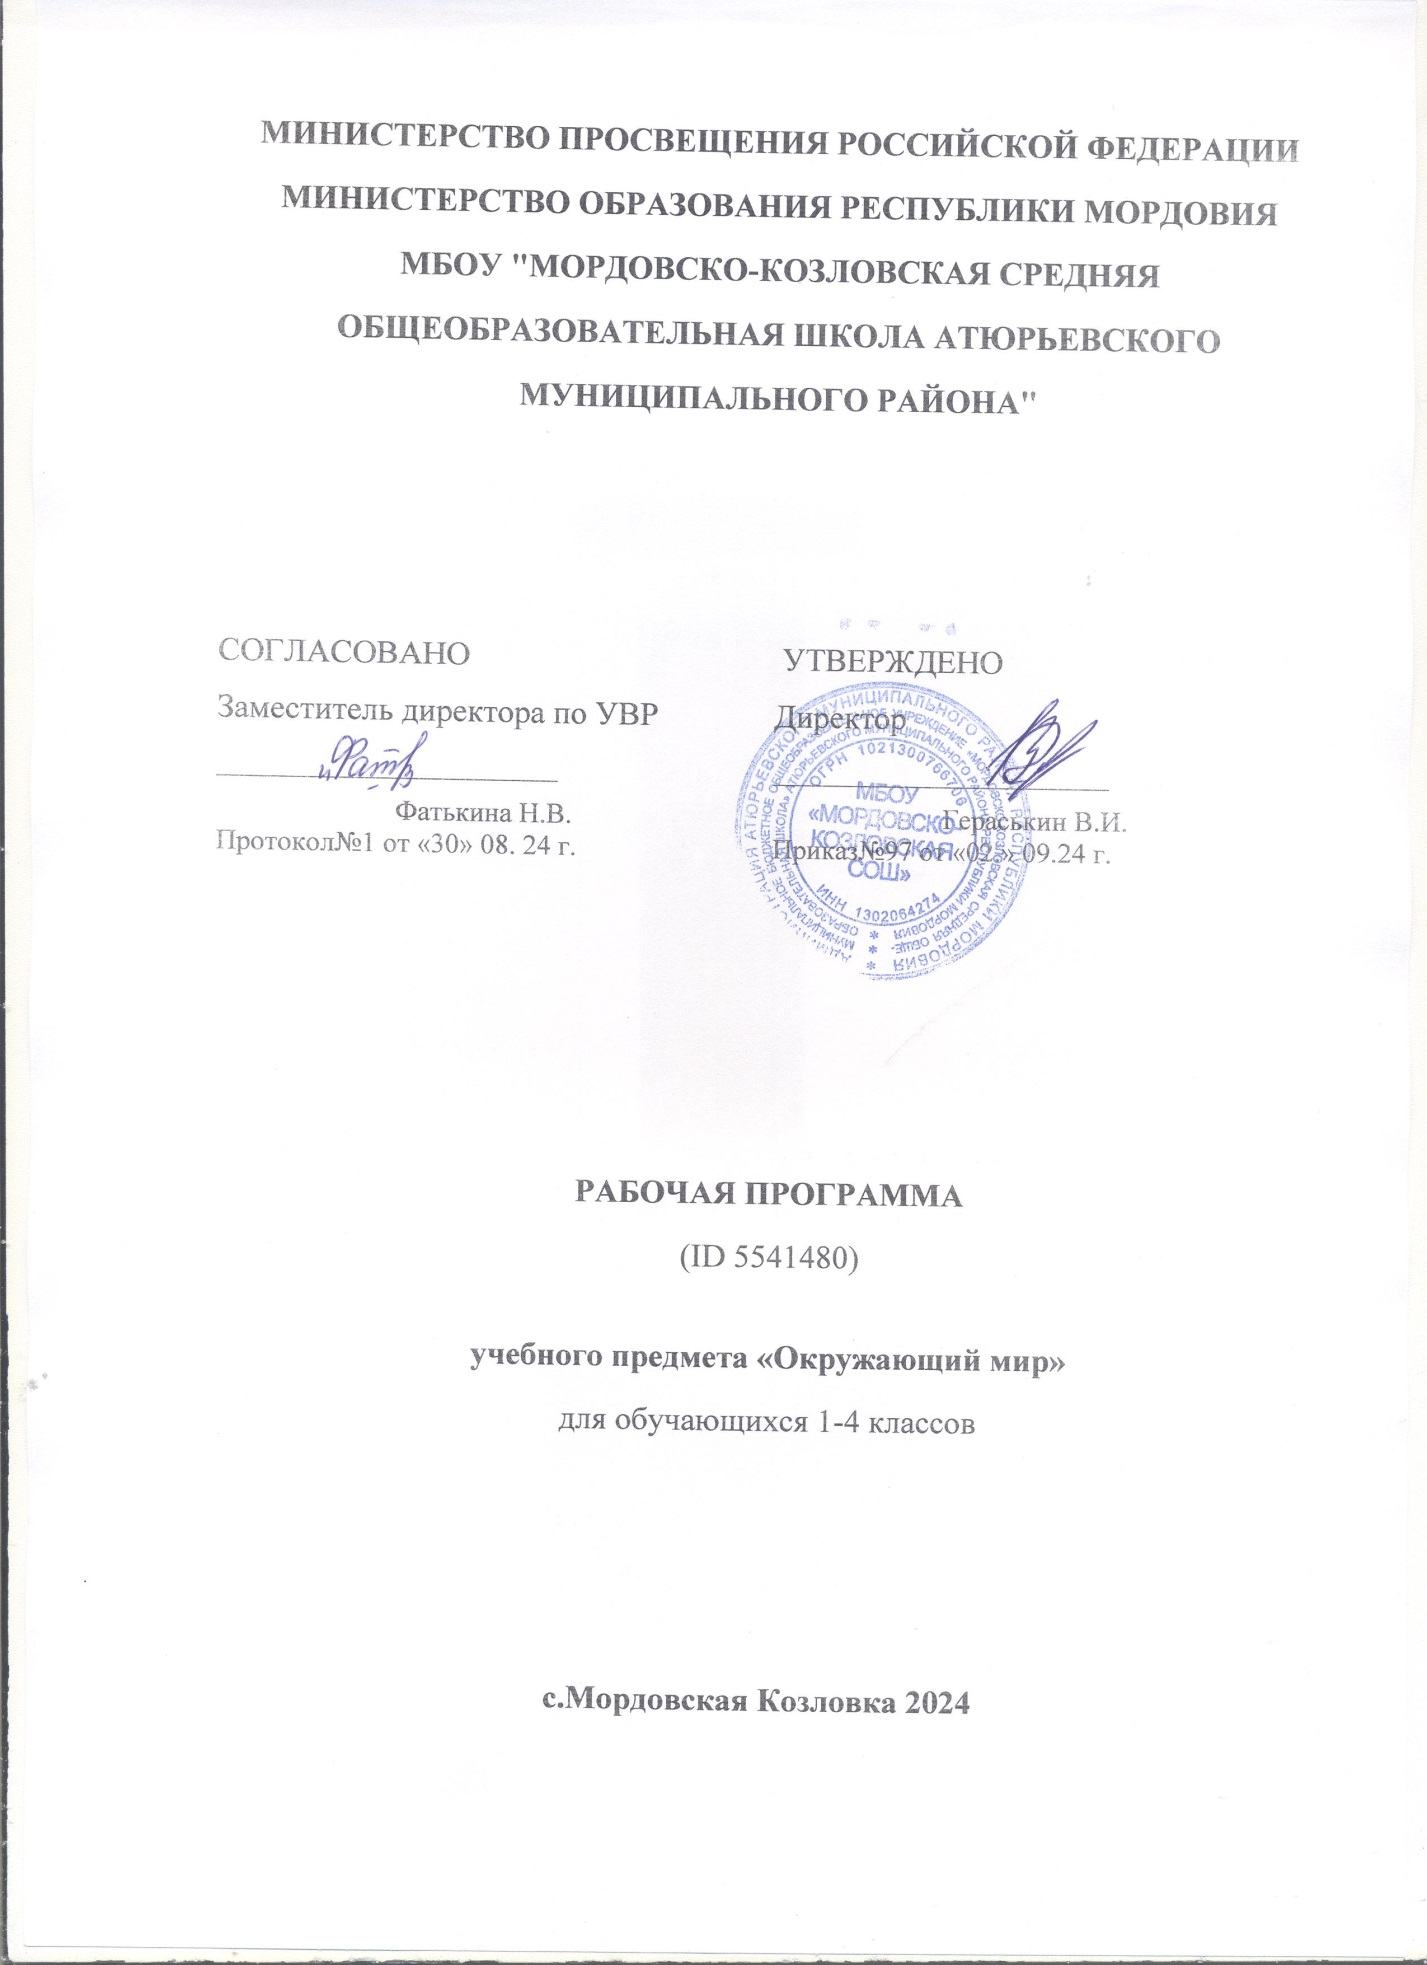 МИНИСТЕРСТВО ПРОСВЕЩЕНИЯ РОССИЙСКОЙ ФЕДЕРАЦИИ
МИНИСТЕРСТВО ОБРАЗОВАНИЯ РЕСПУБЛИКИ МОРДОВИЯ
МБОУ "МОРДОВСКО-КОЗЛОВСКАЯ СРЕДНЯЯ
ОБЩЕОБРАЗОВАТЕЛЬНАЯ ШКОЛА АТЮРЬЕВСКОГО
МУНИЦИПАЛЬНОГО РАЙОНА"
СОГЛАСОВАНО
Заместитель директора по УВР
Фатькина Н.В.
Протокол№1 от «30» 08. 24 г.
УТВЕРЖДЕНО
Директор
Гераськин В.И.
Приказ№97 от «02.» 09.24 г.
ОГРН 1021300766706
МБОУ
«МОРДОВСКО-
КОЗЛОВСКАЯ
СОШ»
ИНН 1302064274
РАБОЧАЯ ПРОГРАММА
(ID 5541480)
учебного предмета «Окружающий мир»
для обучающихся 1-4 классов
с.Мордовская Козловка 2024